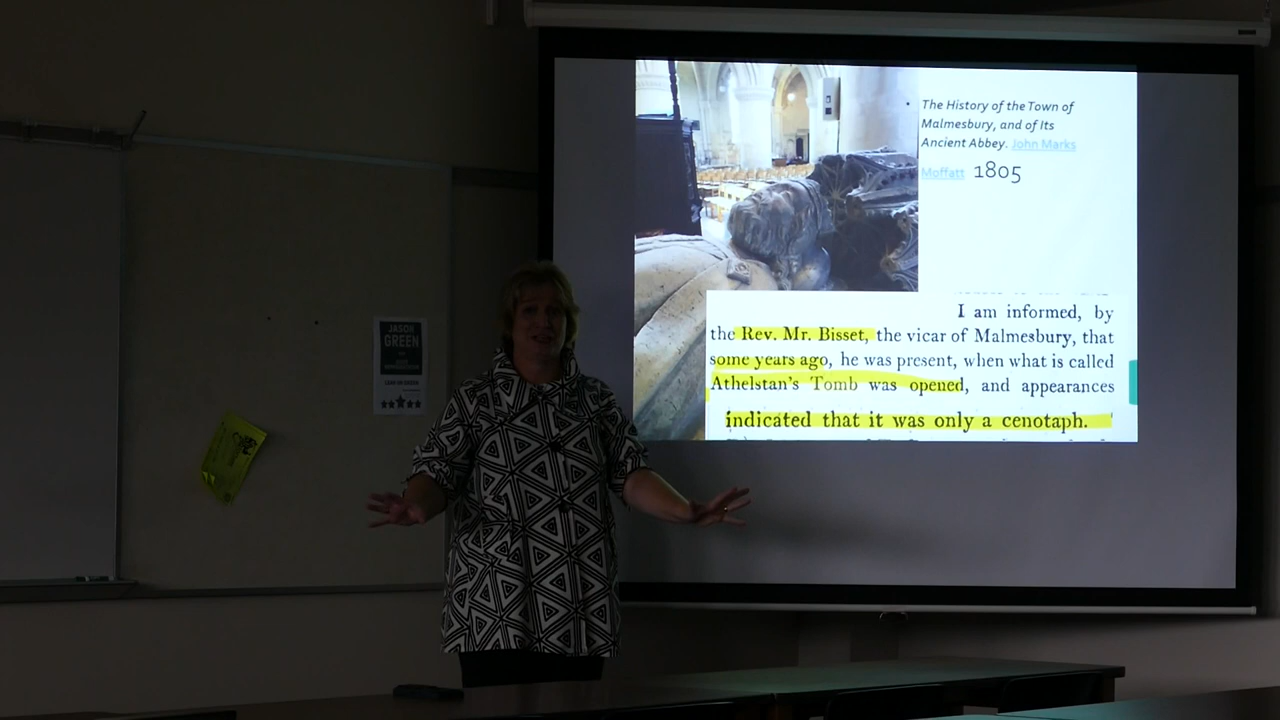 The History of the Town of
Malmesbury, and of Its
Ancient Abbey. John Marks
Moffatt 1805
I am informed, by
the Rev. Mr. Bisset, the vicar of Malmesbury, that
some years ago, he was present, when what is called
Athelstan's Tomb was opened, and appearances
indicated that it was only a cenotaph.
JASON
GREEN